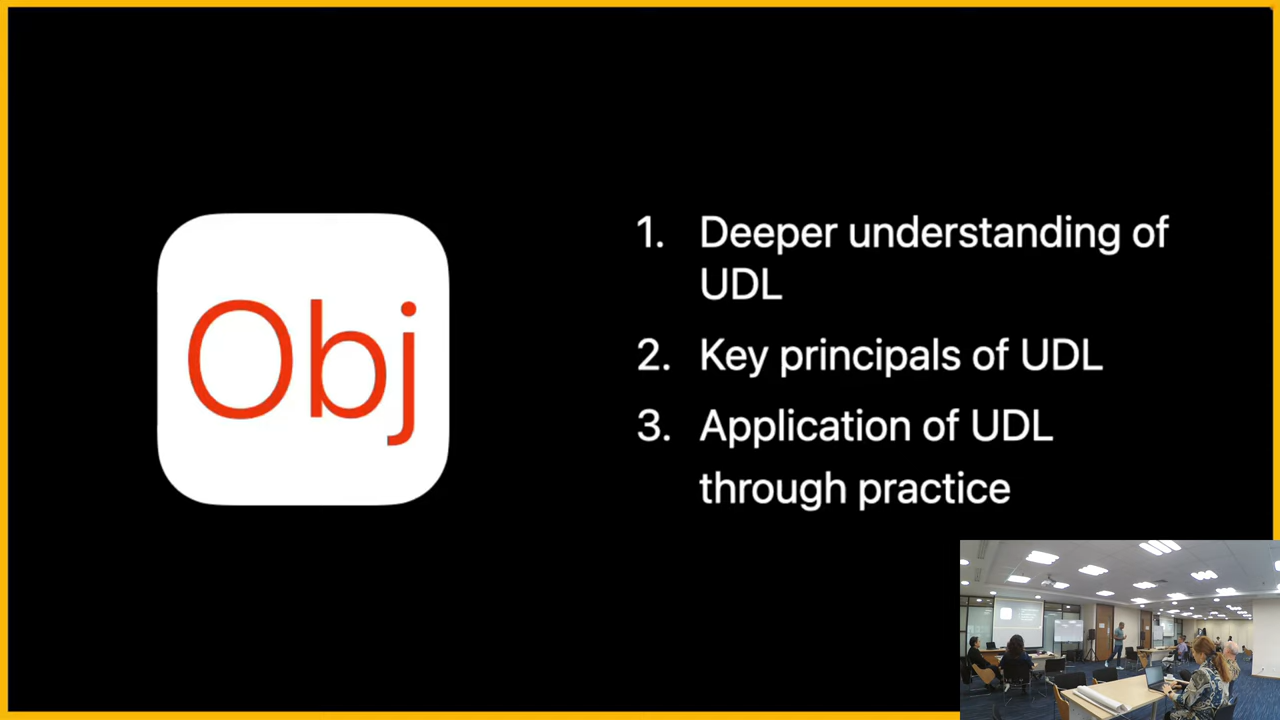 Obj
1. Deeper understanding of
UDL
2. Key principals of UDL
3. Application of UDL
through practice